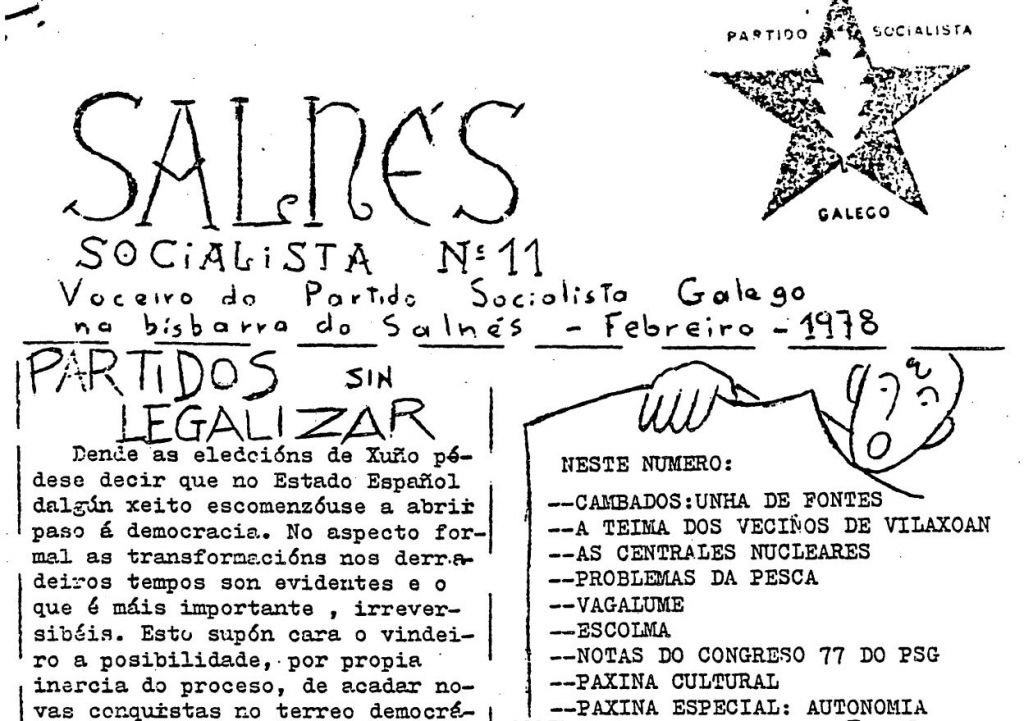 PARTIDO SOCIALISTA
GALEGO
SALNÉS
SOCIALISTA Nº 11
Voceiro do Partido Socialista Galego
na bisbarra do Salnés - Febreiro - 1978
PARTIDOS SIN
LEGALIZAR
Dende as eledcións de Xuño pó-
dese decir que no Estado Español
dalgún xeito escomenzóuse a abrir
paso á democracia. No aspecto for-
mal as transformacións nos derra-
deiros tempos son evidentes e o
que é máis importante , irrever-
sibéis. Esto supón cara o vindei-
ro a posibilidade, por propia
inercia do proceso, de acadar no-
vas conquistas no terreo democrá-
NESTE NUMERO:
--CAMBADOS:UNHA DE FONTES
--A TEIMA DOS VECIÑOS DE VILAXOAN
--AS CENTRALES NUCLEARES
--PROBLEMAS DA PESCA
--VAGALUME
--ESCOLMA
--NOTAS DO CONGRESO 77 DO PSG
--PAXINA CULTURAL
--PAXINA ESPECIAL: AUTONOMIA